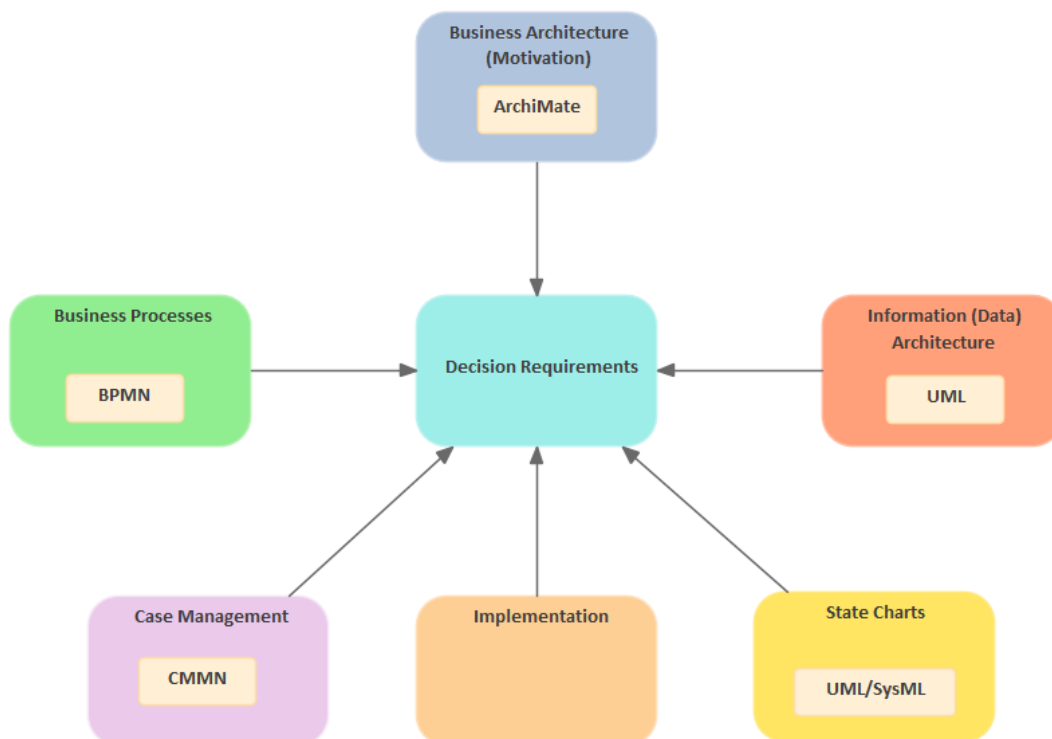 Business Architecture
(Motivation)
ArchiMate
Business Processes
BPMN
Decision Requirements
Information (Data)
Architecture
UML
Case Management
CMMN
Implementation
State Charts
UML/SysML